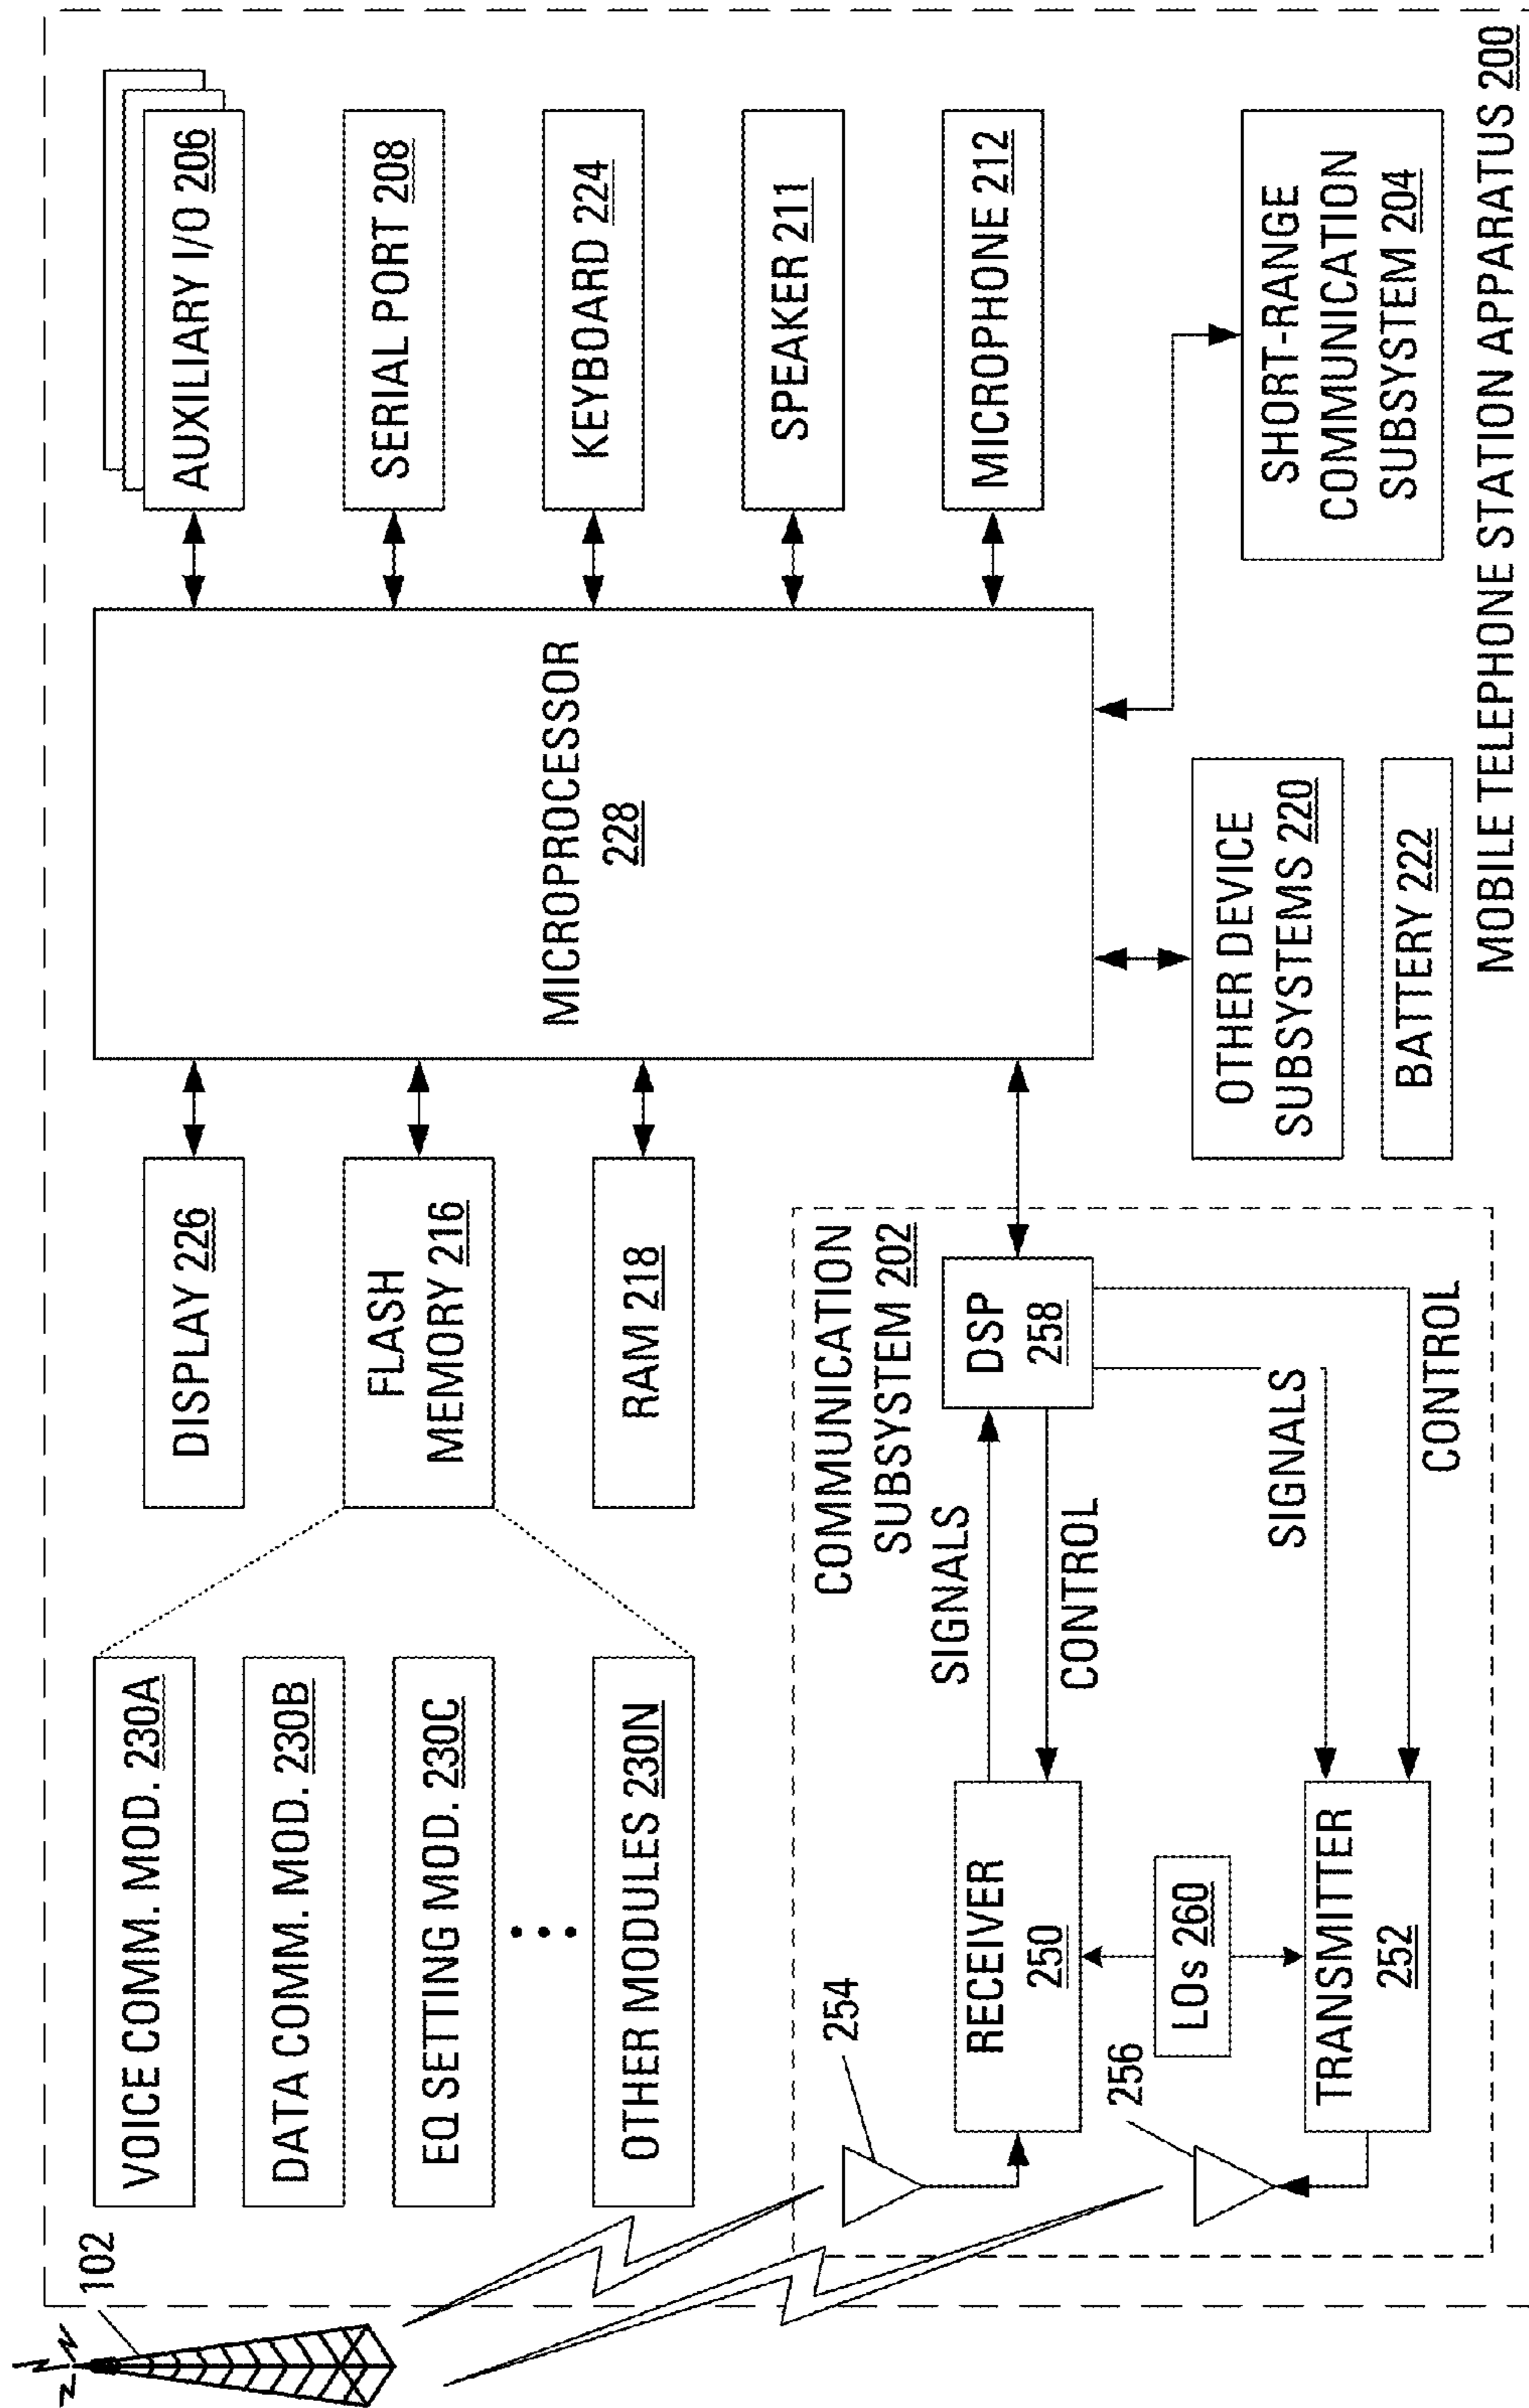 102
VOICE COMM. MOD. 230A
DATA COMM. MOD. 230B
EQ SETTING MOD. 230C
OTHER MODULES 230N
DISPLAY 226
FLASH
MEMORY 216
RAM 218
MICROPROCESSOR
228
AUXILIARY I/O 206
SERIAL PORT 208
KEYBOARD 224
SPEAKER 211
MICROPHONE 212
COMMUNICATION
SUBSYSTEM 202
254
RECEIVER
250
SIGNALS
CONTROL
DSP
258
256
LOs 260
TRANSMITTER
252
SIGNALS
CONTROL
OTHER DEVICE
SUBSYSTEMS 220
BATTERY 222
SHORT-RANGE
COMMUNICATION
SUBSYSTEM 204
MOBILE TELEPHONE STATION APPARATUS 200